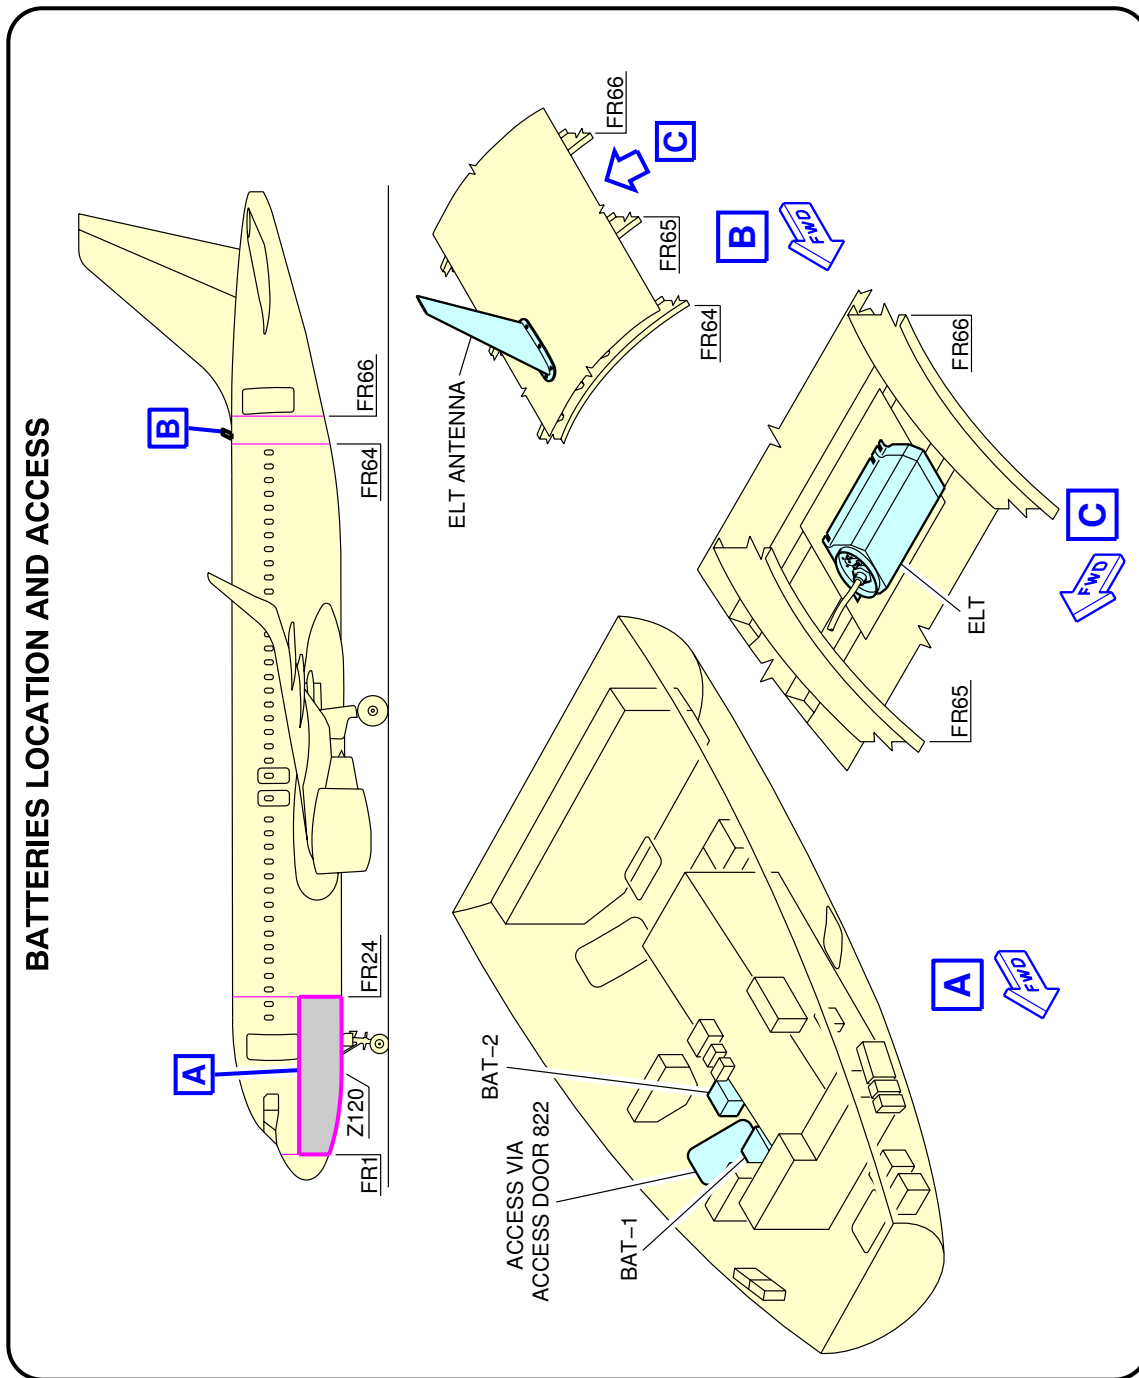 BATTERIES LOCATION AND ACCESS
A
B
FR1
Z120
FR24
FR64
FR66
ACCESS VIA
ACCESS DOOR 822
BAT−1
BAT−2
A
FWD
ELT ANTENNA
FR64
FR65
FR66
C
B
FWD
FR65
ELT
FR66
C
FWD